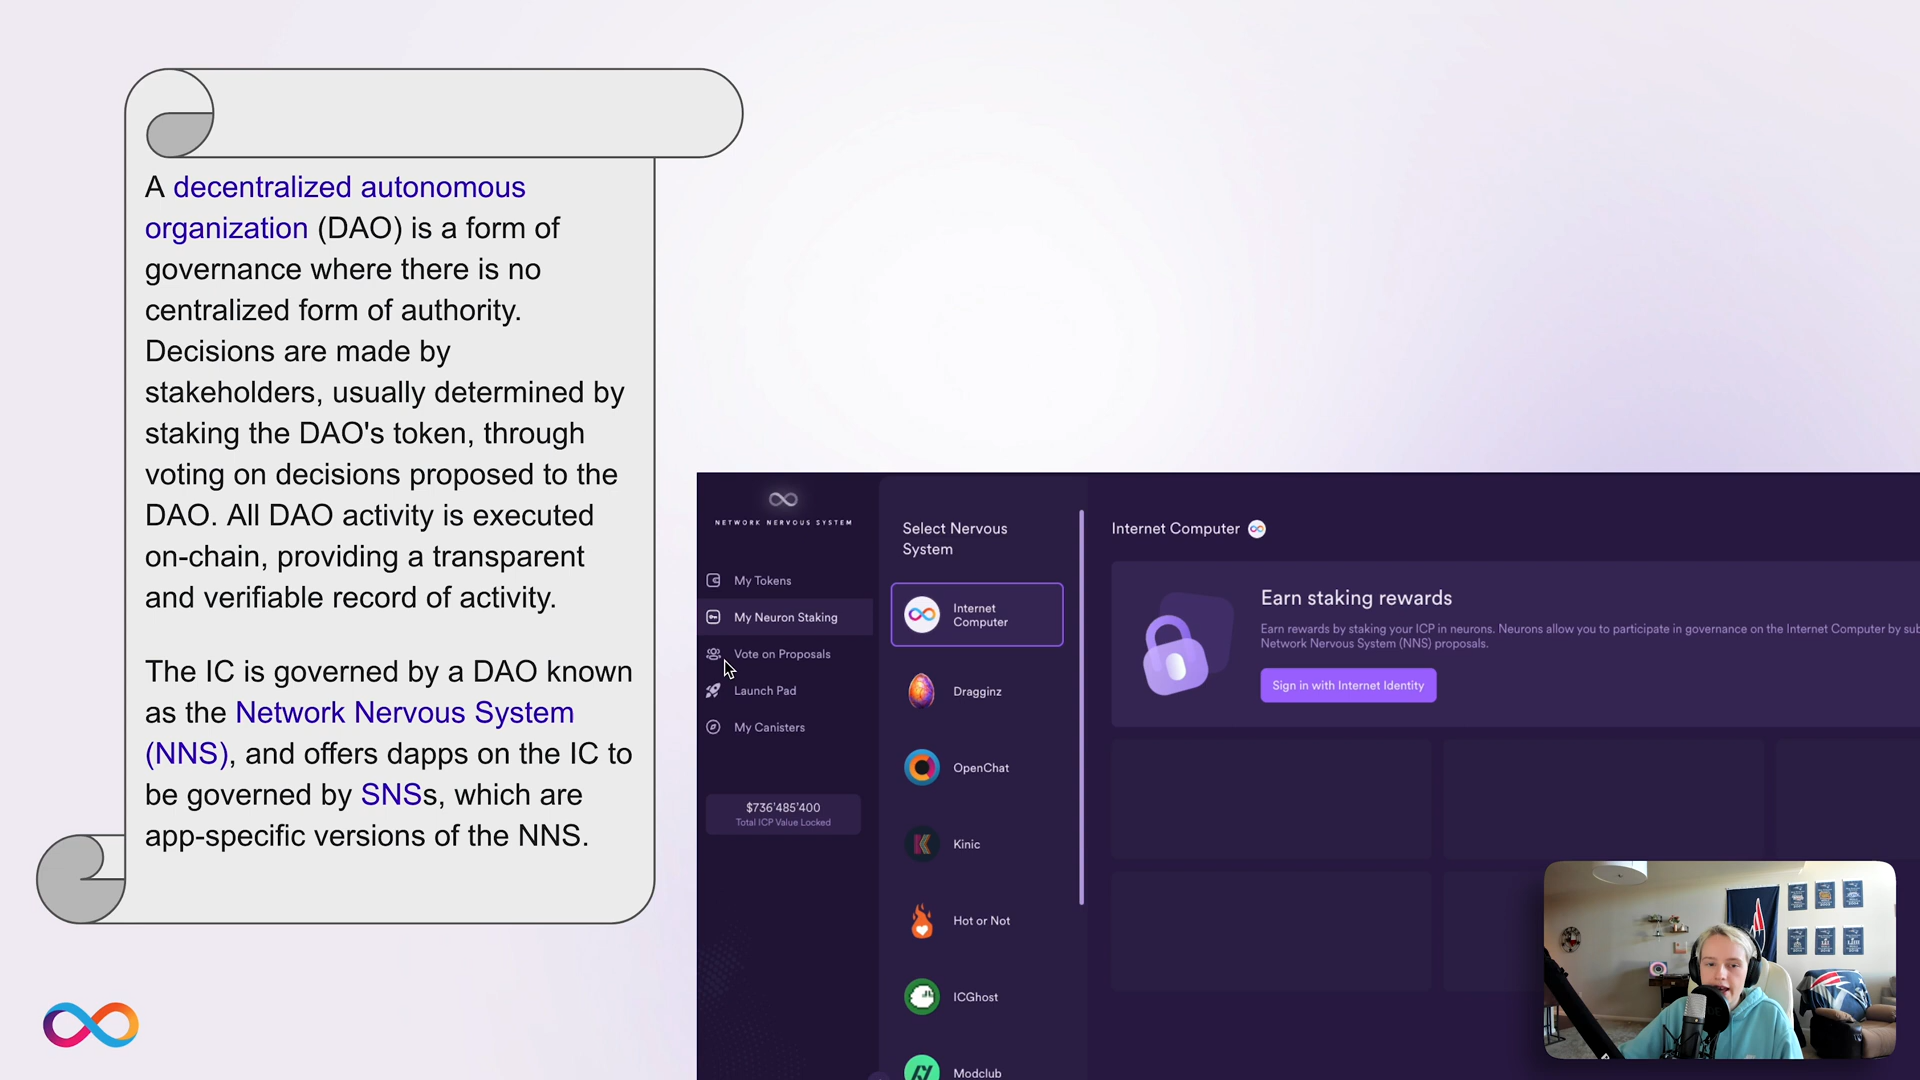 A decentralized autonomous
organization (DAO) is a form of
governance where there is no
centralized form of authority.
Decisions are made by
stakeholders, usually determined by
staking the DAO's token, through
voting on decisions proposed to the
DAO. All DAO activity is executed
on-chain, providing a transparent
and verifiable record of activity.
The IC is governed by a DAO known
as the Network Nervous System
(NNS), and offers dapps on the IC to
be governed by SNSs, which are
app-specific versions of the NNS.
NETWORK NERVOUS SYSTEM
My Tokens
My Neuron Staking
Vote on Proposals
Launch Pad
My Canisters
$736'485'400
Total ICP Value Locked
Select Nervous
System
Internet
Computer
Dragginz
OpenChat
Kinic
Hot or Not
ICGhost
Modclub
Internet Computer
Earn staking rewards
Earn rewards by staking your ICP in neurons. Neurons allow you to participate in governance on the Internet Computer by sub
Network Nervous System (NNS) proposals.
Sign in with Internet Identity